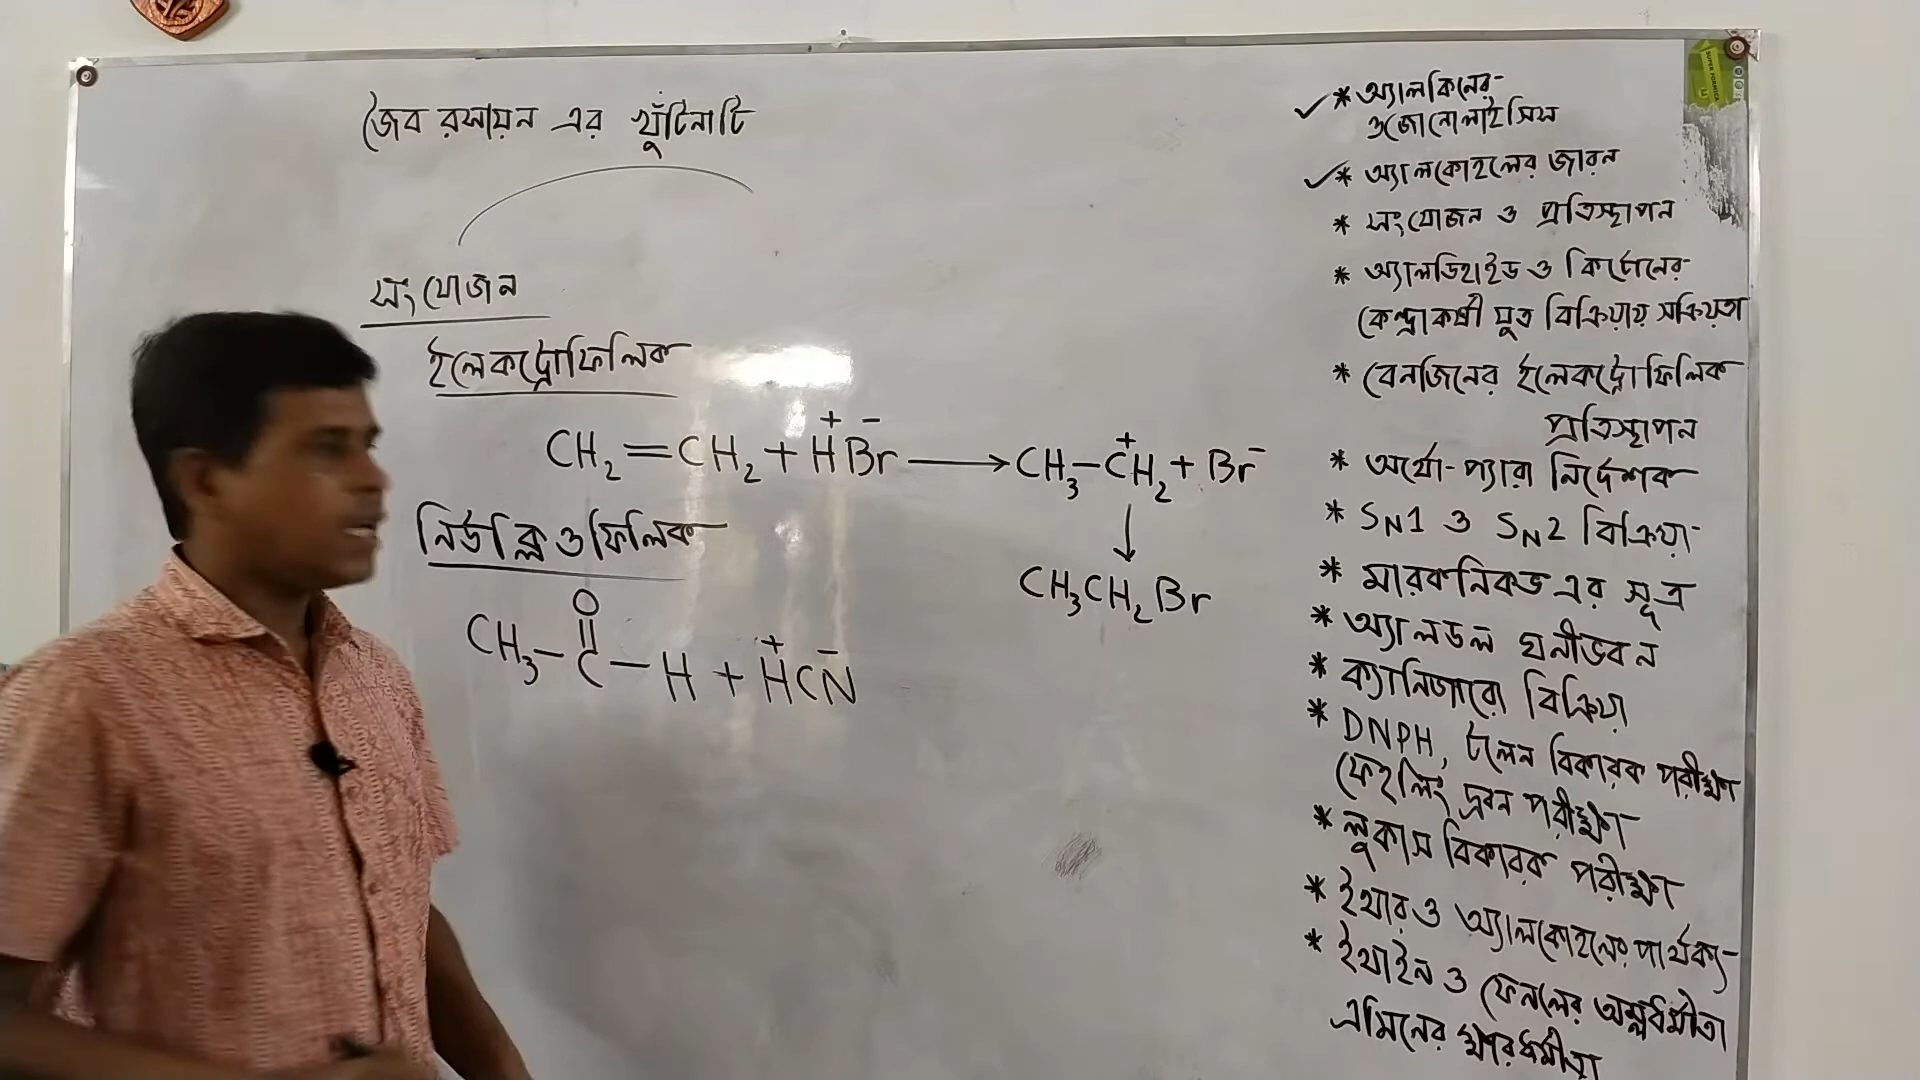 জৈব রসায়ন এর খুঁটিনাটি
সংযোজন
ইলেকট্রোফিলিক
CH₂=CH₂ + H⁺Br⁻ ⟶ CH₃–C⁺H₂ + Br⁻
↓
CH₃CH₂Br
নিউক্লিওফিলিক
O
||
CH₃–C–H + H⁺CN⁻
✓* অ্যালকিনের
ওজোনোলাইসিস
✓* অ্যালকোহলের জারন
* সংযোজন ও প্রতিস্থাপন
* অ্যালডিহাইড ও কিটোনের
কেন্দ্রাকর্ষী যুত বিক্রিয়ায় সক্রিয়তা
* বেনজিনের ইলেকট্রোফিলিক
প্রতিস্থাপন
* অর্থো-প্যারা নির্দেশক
* SN1 ও SN2 বিক্রিয়া
* মারকনিকভ এর সূত্র
* অ্যালডল ঘনীভবন
* ক্যানিজারো বিক্রিয়া
* DNPH, টলেন বিকারক পরীক্ষা
ফেহলিং দ্রবন পরীক্ষা
* লুকাস বিকারক পরীক্ষা
* ইথার ও অ্যালকোহলের পার্থক্য
* ইথাইন ও ফেনলের অম্লধর্মীতা
এমিনের ক্ষারধর্মীতা